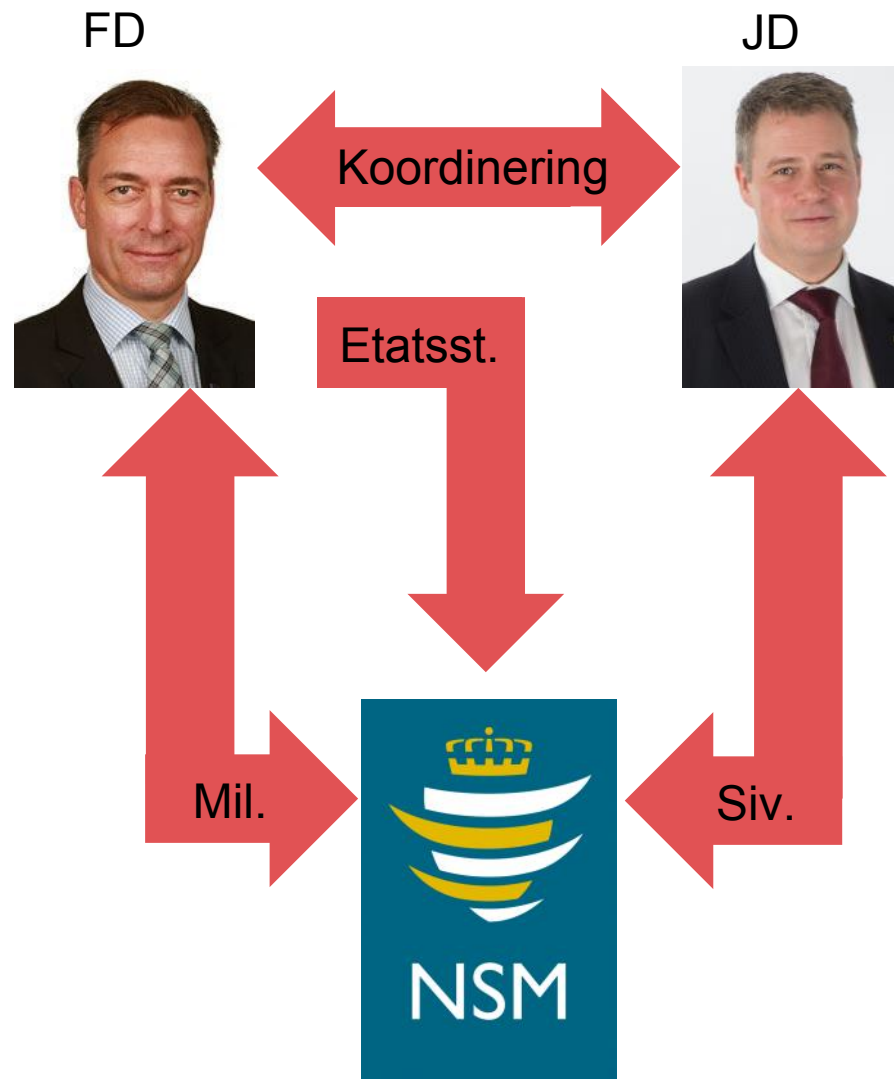 FD
JD
Koordinering
Etatsst.
Mil.
Siv.
NSM